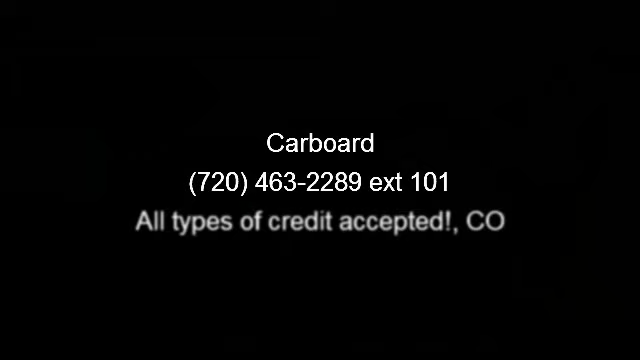 Carboard
(720) 463-2289 ext 101
All types of credit accepted!, CO